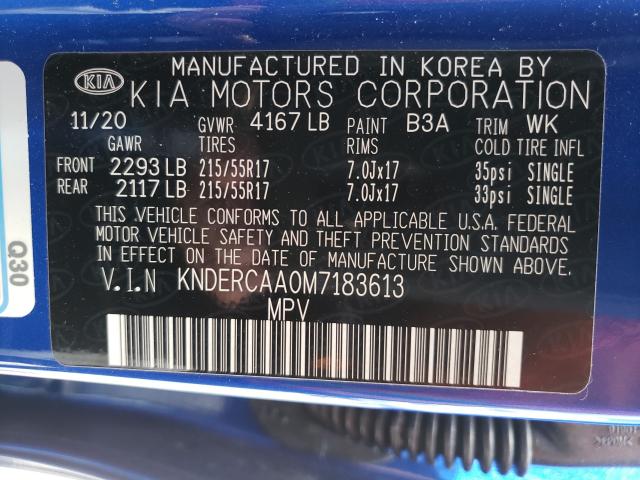 MANUFACTURED IN KOREA BY
KIA KIA MOTORS CORPORATION
11/20 GVWR 4167 LB PAINT B3A TRIM WK
GAWR TIRES RIMS COLD TIRE INFL
FRONT 2293 LB 215/55R17 7.0Jx17 35psi SINGLE
REAR 2117 LB 215/55R17 7.0Jx17 33psi SINGLE
THIS VEHICLE CONFORMS TO ALL APPLICABLE U.S.A. FEDERAL
MOTOR VEHICLE SAFETY AND THEFT PREVENTION STANDARDS
IN EFFECT ON THE DATE OF MANUFACTURE SHOWN ABOVE.
V.I.N KNDERCAA0M7183613
MPV
Q30